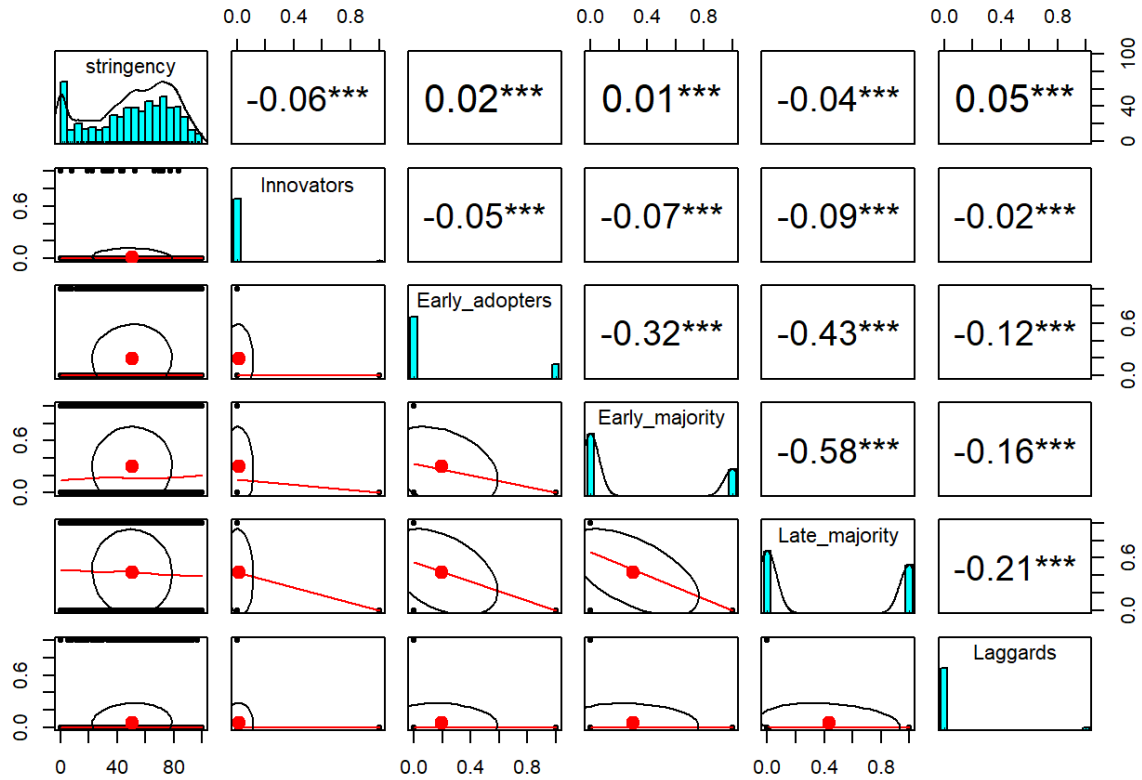 0.0 0.4 0.8 0.0 0.4 0.8 0.0 0.4 0.8
stringency -0.06*** 0.02*** 0.01*** -0.04*** 0.05*** 0 40 100
0.0 0.6 Innovators -0.05*** -0.07*** -0.09*** -0.02***
Early_adopters -0.32*** -0.43*** -0.12*** 0.0 0.6
0.0 0.6 Early_majority -0.58*** -0.16***
Late_majority -0.21*** 0.0 0.6
0.0 0.6 Laggards
0 40 80 0.0 0.4 0.8 0.0 0.4 0.8